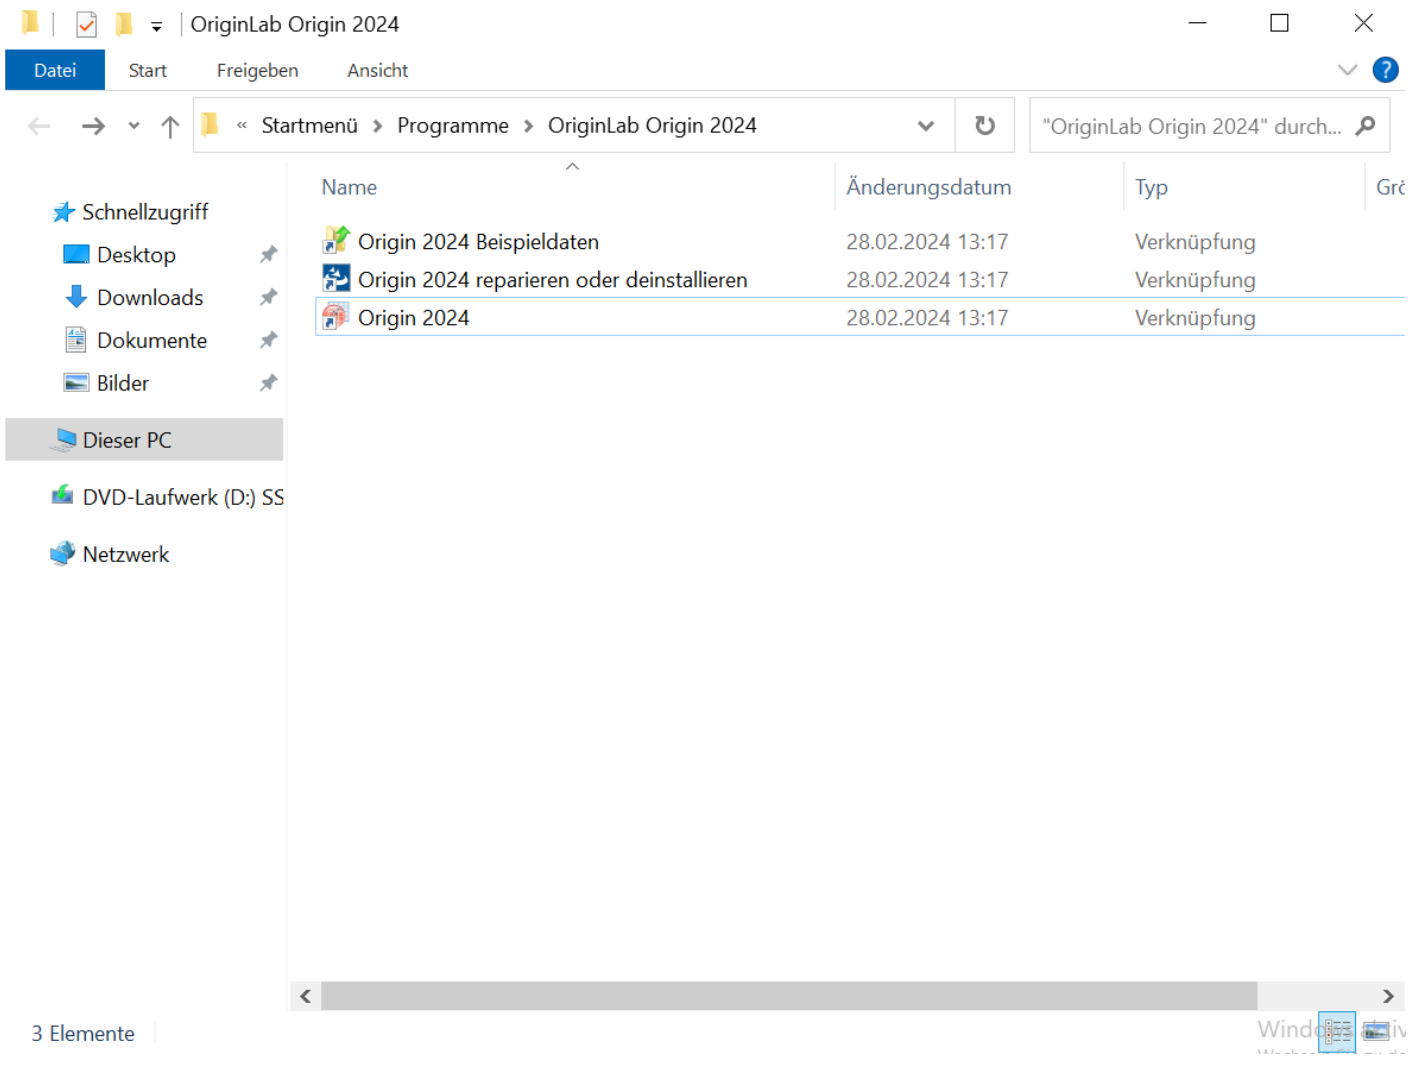 OriginLab Origin 2024
Datei Start Freigeben Ansicht
« Startmenü > Programme > OriginLab Origin 2024
"OriginLab Origin 2024" durch...
Name Änderungsdatum Typ Grö
Schnellzugriff
Desktop
Downloads
Dokumente
Bilder
Dieser PC
DVD-Laufwerk (D:) SS
Netzwerk
Origin 2024 Beispieldaten 28.02.2024 13:17 Verknüpfung
Origin 2024 reparieren oder deinstallieren 28.02.2024 13:17 Verknüpfung
Origin 2024 28.02.2024 13:17 Verknüpfung
3 Elemente